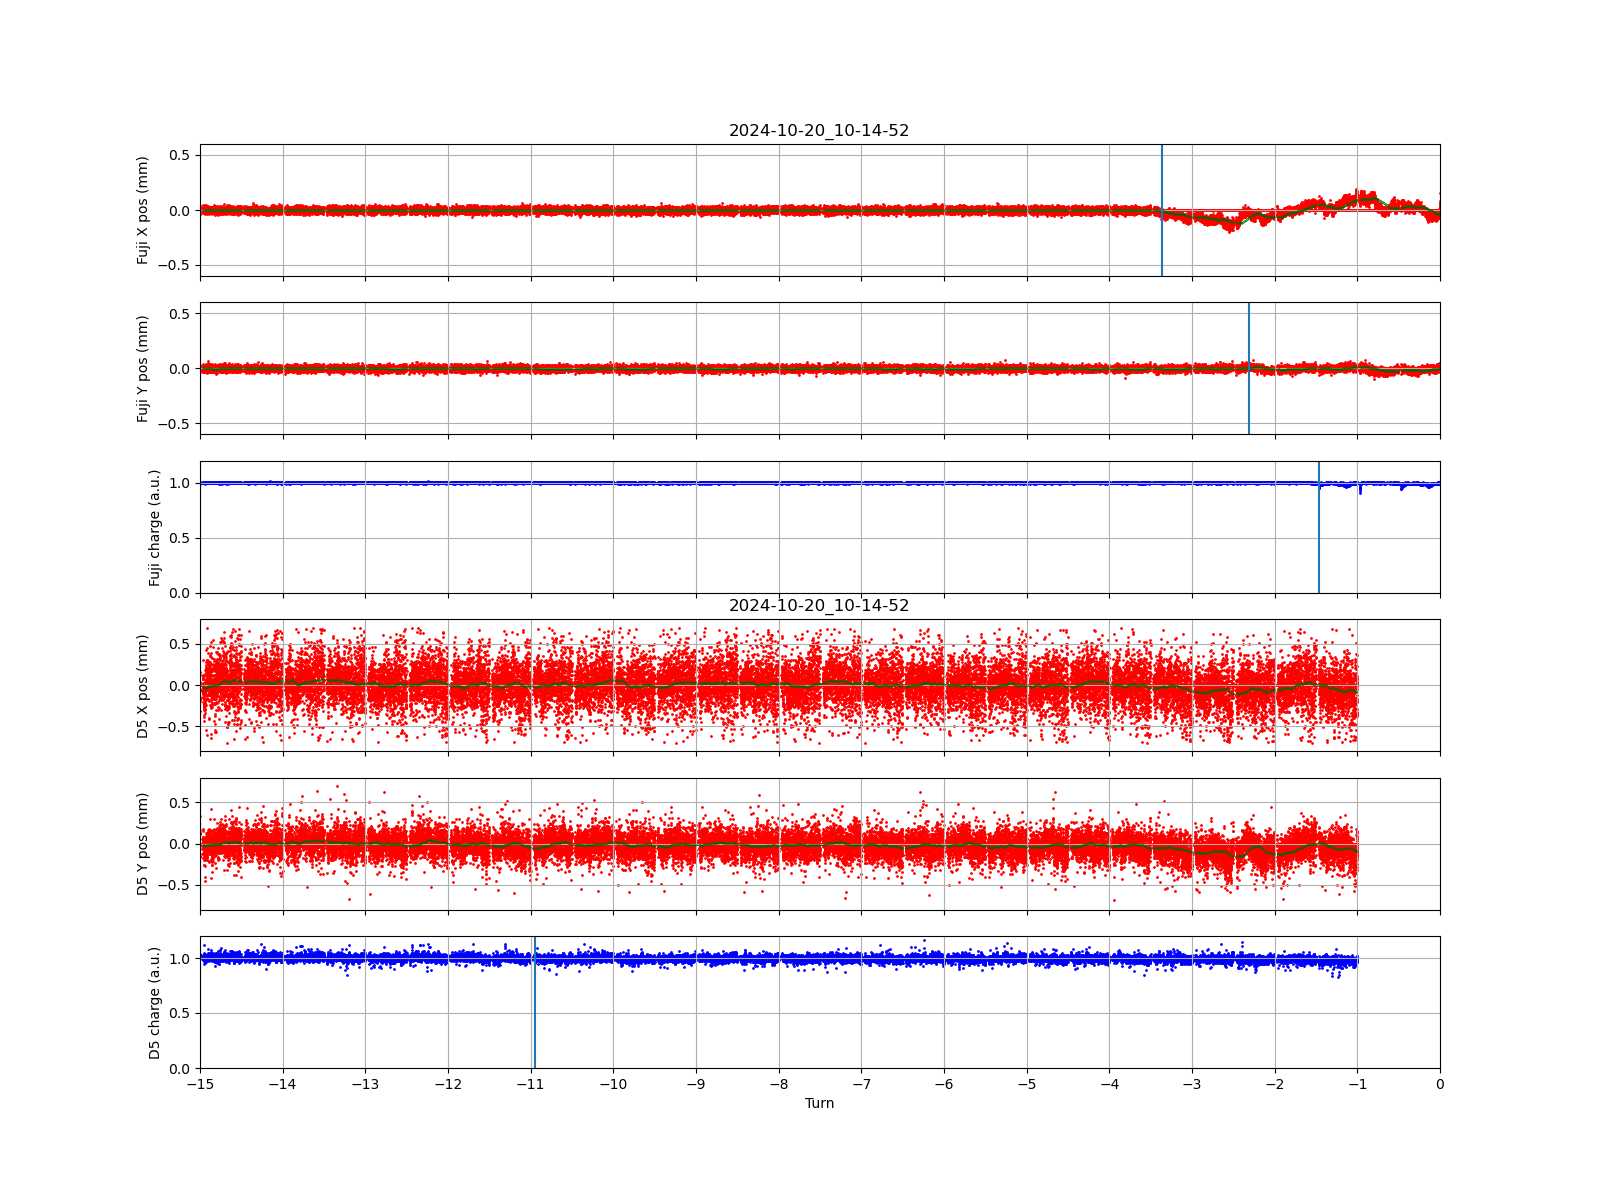 2024-10-20_10-14-52
Fuji X pos (mm)
0.5
0.0
−0.5
Fuji Y pos (mm)
0.5
0.0
−0.5
Fuji charge (a.u.)
1.0
0.5
0.0
2024-10-20_10-14-52
D5 X pos (mm)
0.5
0.0
−0.5
D5 Y pos (mm)
0.5
0.0
−0.5
D5 charge (a.u.)
1.0
0.5
0.0
−15 −14 −13 −12 −11 −10 −9 −8 −7 −6 −5 −4 −3 −2 −1 0
Turn